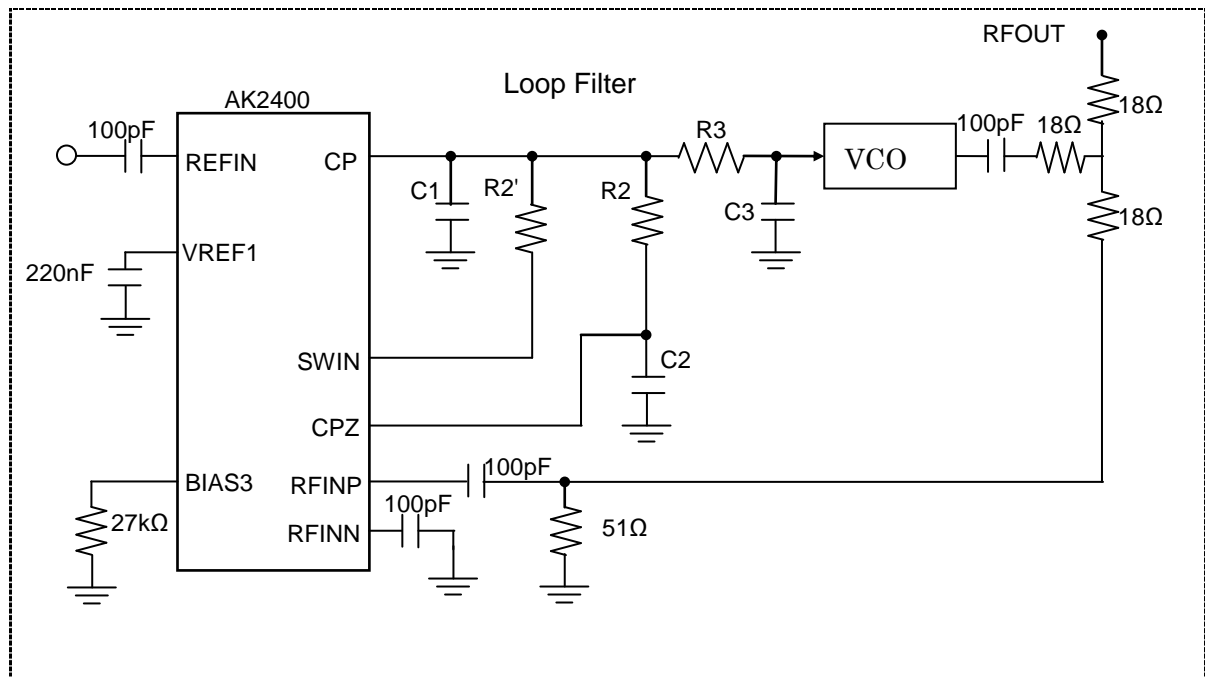 RFOUT
Loop Filter
AK2400
18Ω
100pF
REFIN
CP
C1
R2'
R2
R3
C3
VCO
100pF
18Ω
18Ω
VREF1
220nF
SWIN
C2
CPZ
BIAS3
27kΩ
RFINP
100pF
RFINN
100pF
51Ω